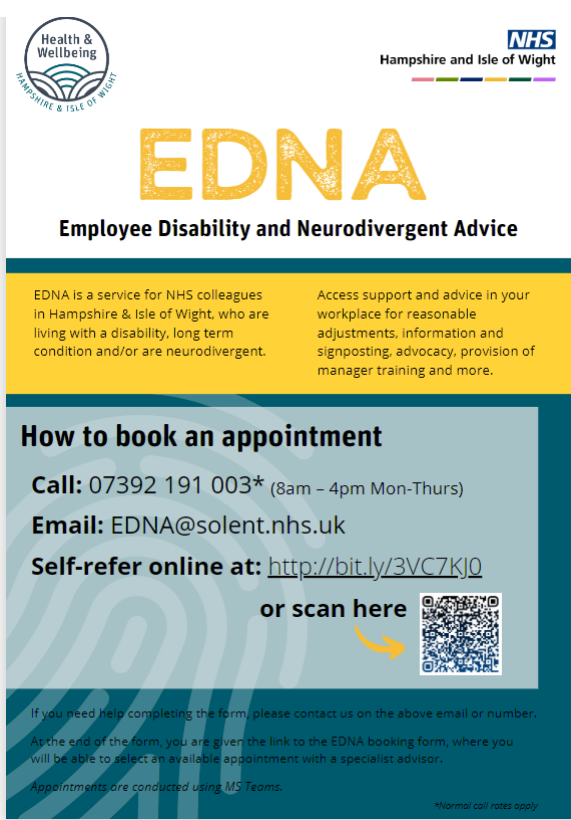 Health &
Wellbeing
HAMPSHIRE & ISLE OF WIGHT
NHS
Hampshire and Isle of Wight
EDNA
Employee Disability and Neurodivergent Advice
EDNA is a service for NHS colleagues
in Hampshire & Isle of Wight, who are
living with a disability, long term
condition and/or are neurodivergent.
Access support and advice in your
workplace for reasonable
adjustments, information and
signposting, advocacy, provision of
manager training and more.
How to book an appointment
Call: 07392 191 003* (8am – 4pm Mon-Thurs)
Email: EDNA@solent.nhs.uk
Self-refer online at: http://bit.ly/3VC7KJ0
or scan here
If you need help completing the form, please contact us on the above email or number.
At the end of the form, you are given the link to the EDNA booking form, where you
will be able to select an available appointment with a specialist advisor.
Appointments are conducted using MS Teams.
*Normal call rates apply